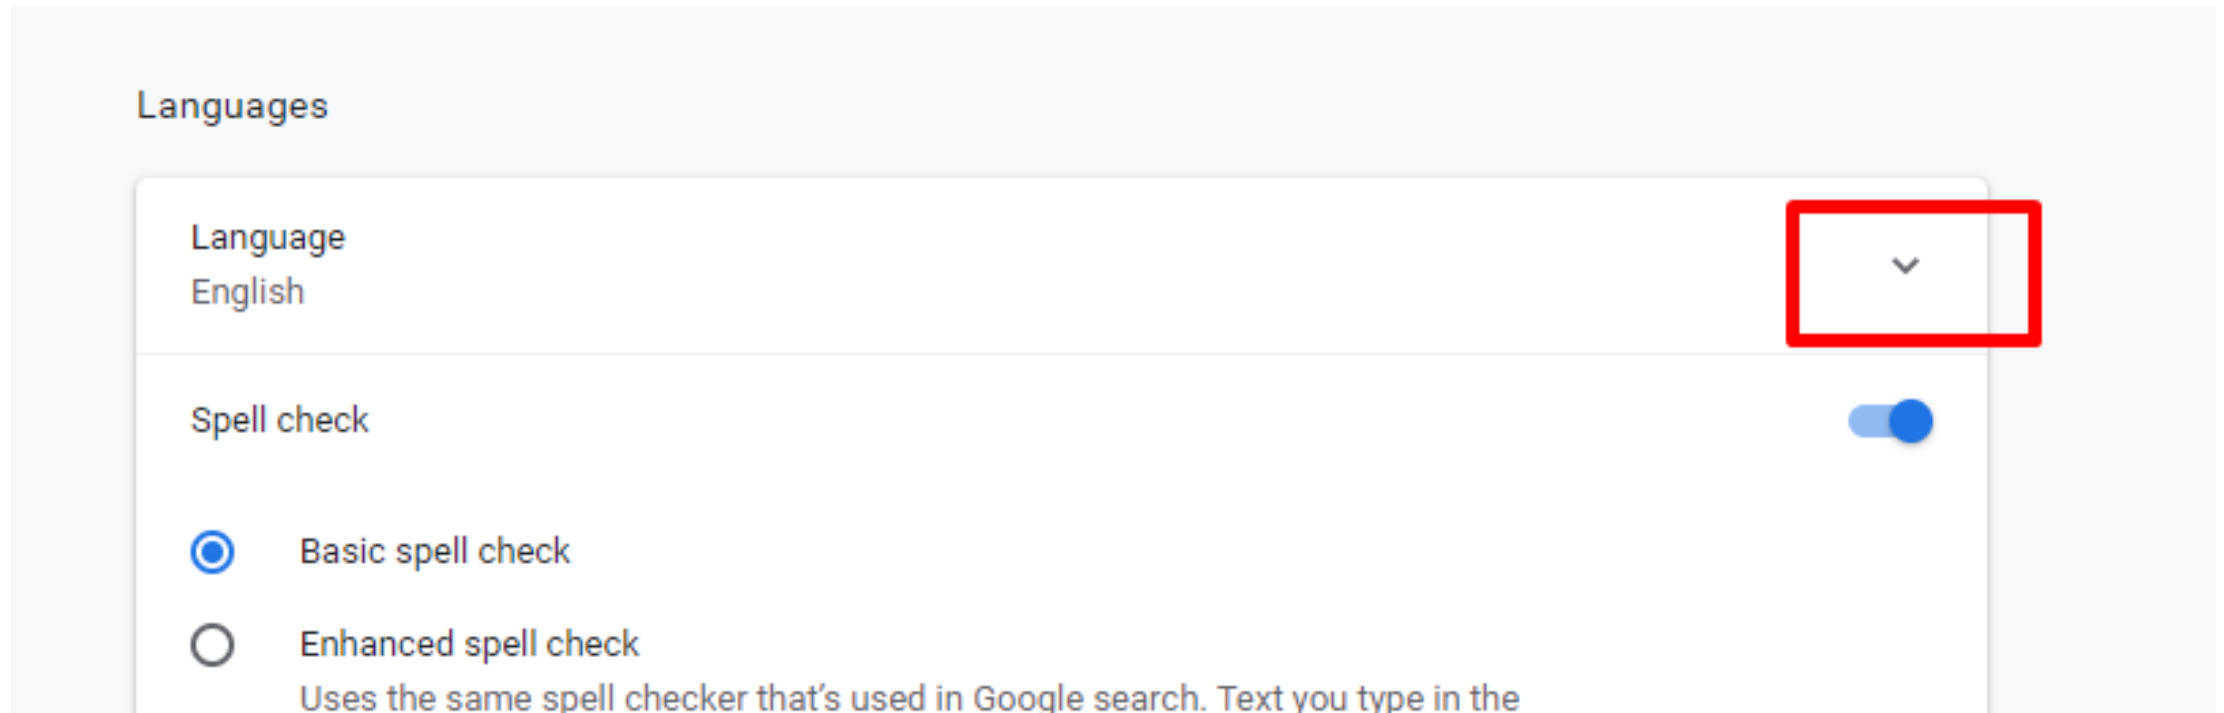 Languages
Language
English
Spell check
Basic spell check
Enhanced spell check
Uses the same spell checker that's used in Google search. Text you type in the